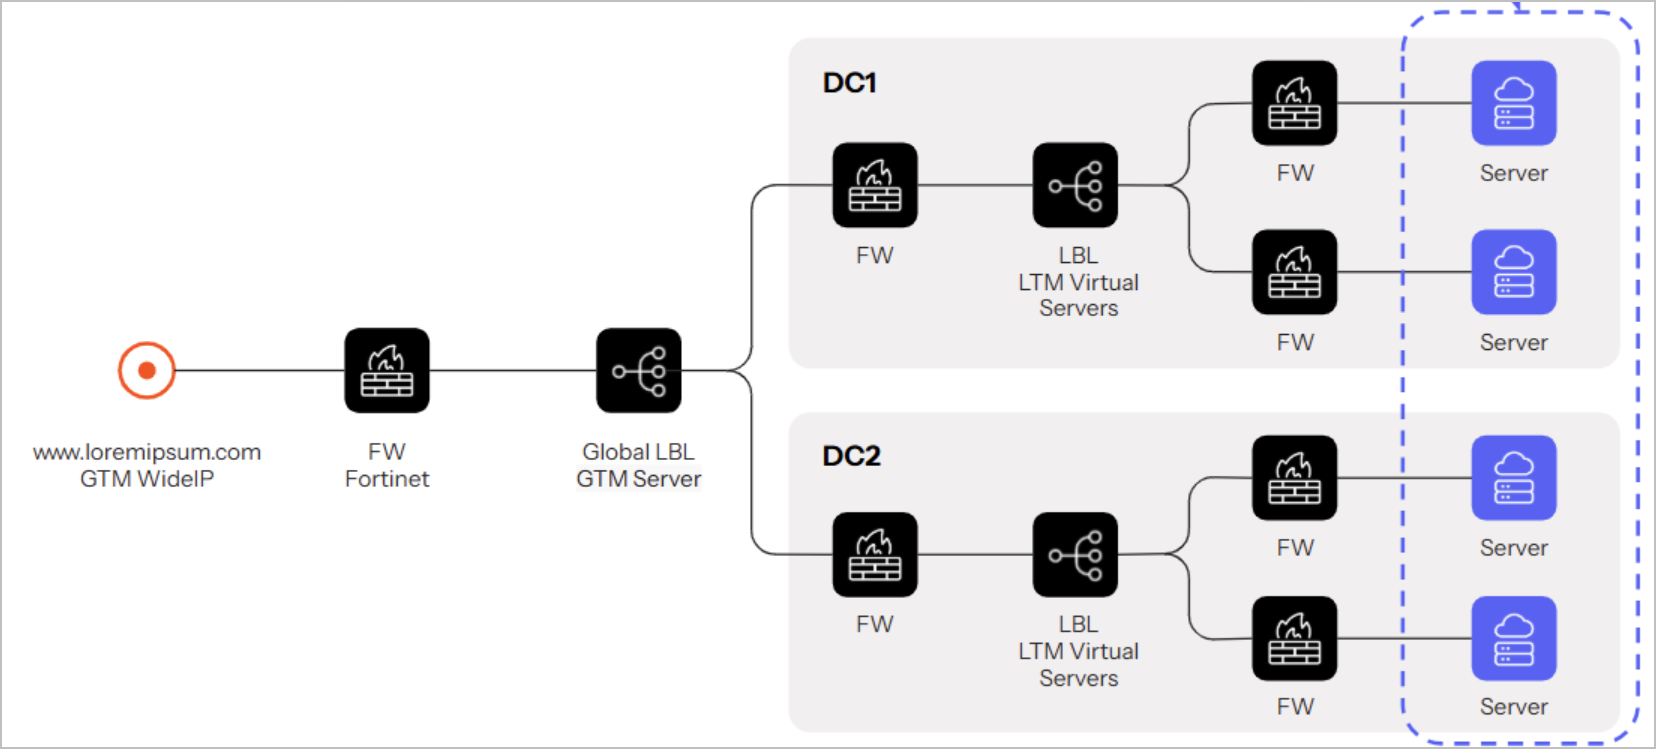 DC1
FW
Server
FW
LBL
LTM Virtual
Servers
FW
Server
www.loremipsum.com
GTM WideIP
FW
Fortinet
Global LBL
GTM Server
DC2
FW
Server
FW
LBL
LTM Virtual
Servers
FW
Server